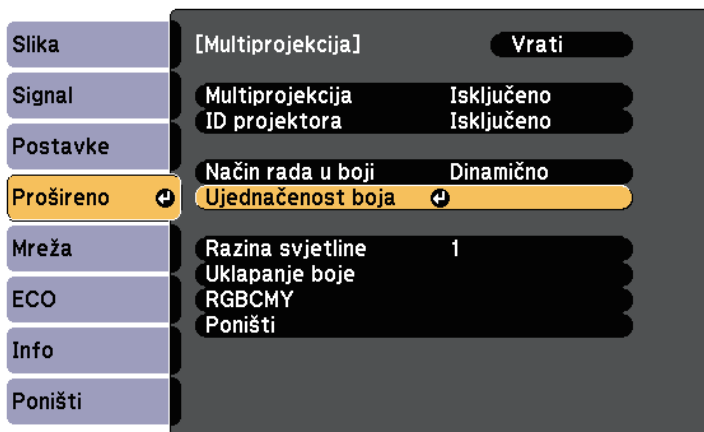 Slika
Signal
Postavke
Prošireno
Mreža
ECO
Info
Poništi
[Multiprojekcija] Vrati
Multiprojekcija Isključeno
ID projektora Isključeno
Način rada u boji Dinamično
Ujednačenost boja
Razina svjetline 1
Uklapanje boje
RGBCMY
Poništi